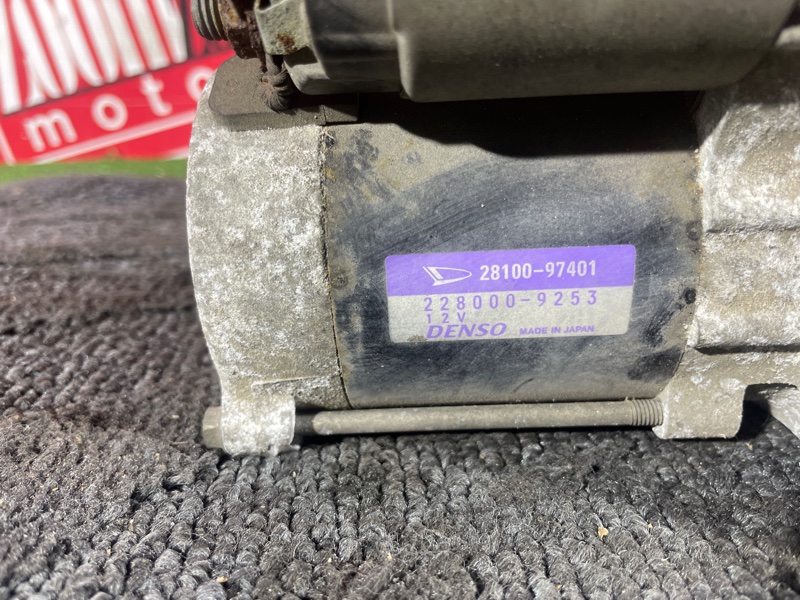 moto
28100-97401
228000-9253
12V
DENSO MADE IN JAPAN